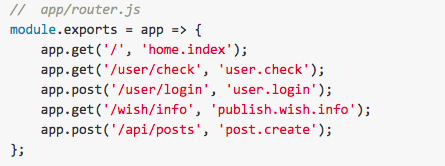 //  app/router.js
module.exports = app => {
    app.get('/', 'home.index');
    app.get('/user/check', 'user.check');
    app.post('/user/login', 'user.login');
    app.get('/wish/info', 'publish.wish.info');
    app.post('/api/posts', 'post.create');
};